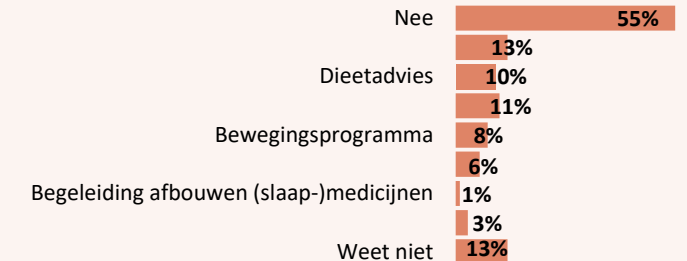 Nee 55%
13%
Dieetadvies 10%
11%
Bewegingsprogramma 8%
6%
Begeleiding afbouwen (slaap-)medicijnen 1%
3%
Weet niet 13%